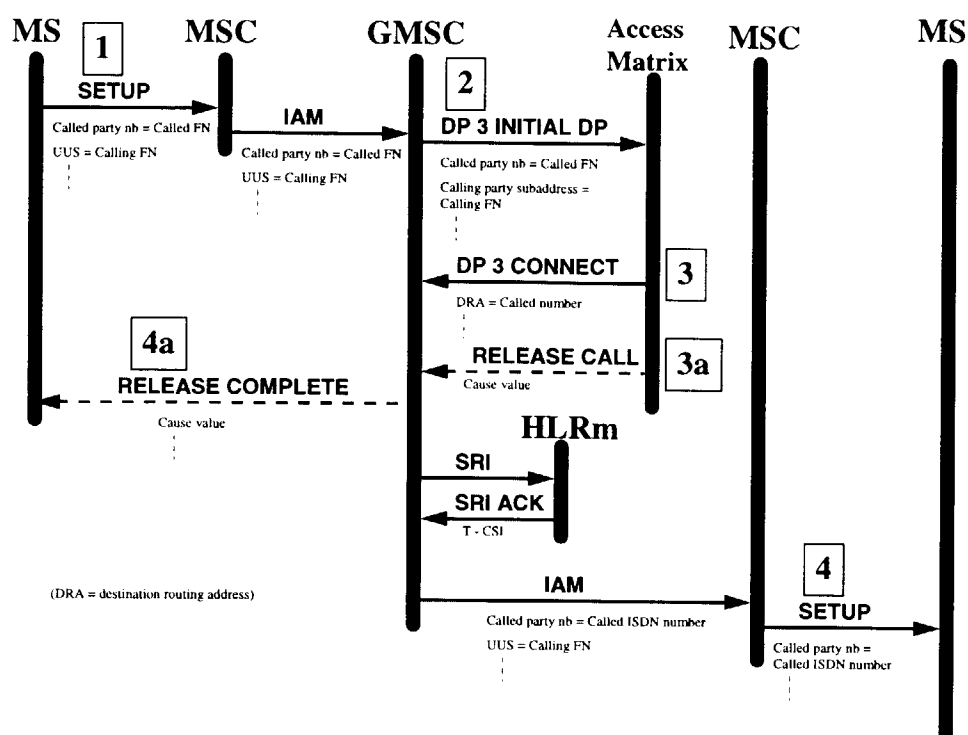 MS
1
MSC
GMSC
Access
Matrix
MSC
MS
SETUP
Called party nb = Called FN
UUS = Calling FN
IAM
Called party nb = Called FN
UUS = Calling FN
2
DP 3 INITIAL DP
Called party nb = Called FN
Calling party subaddress =
Calling FN
DP 3 CONNECT
3
DRA = Called number
4a
RELEASE CALL
3a
Cause value
RELEASE COMPLETE
Cause value
HLRm
SRI
SRI ACK
T - CSI
(DRA = destination routing address)
IAM
Called party nb = Called ISDN number
UUS = Calling FN
4
SETUP
Called party nb =
Called ISDN number